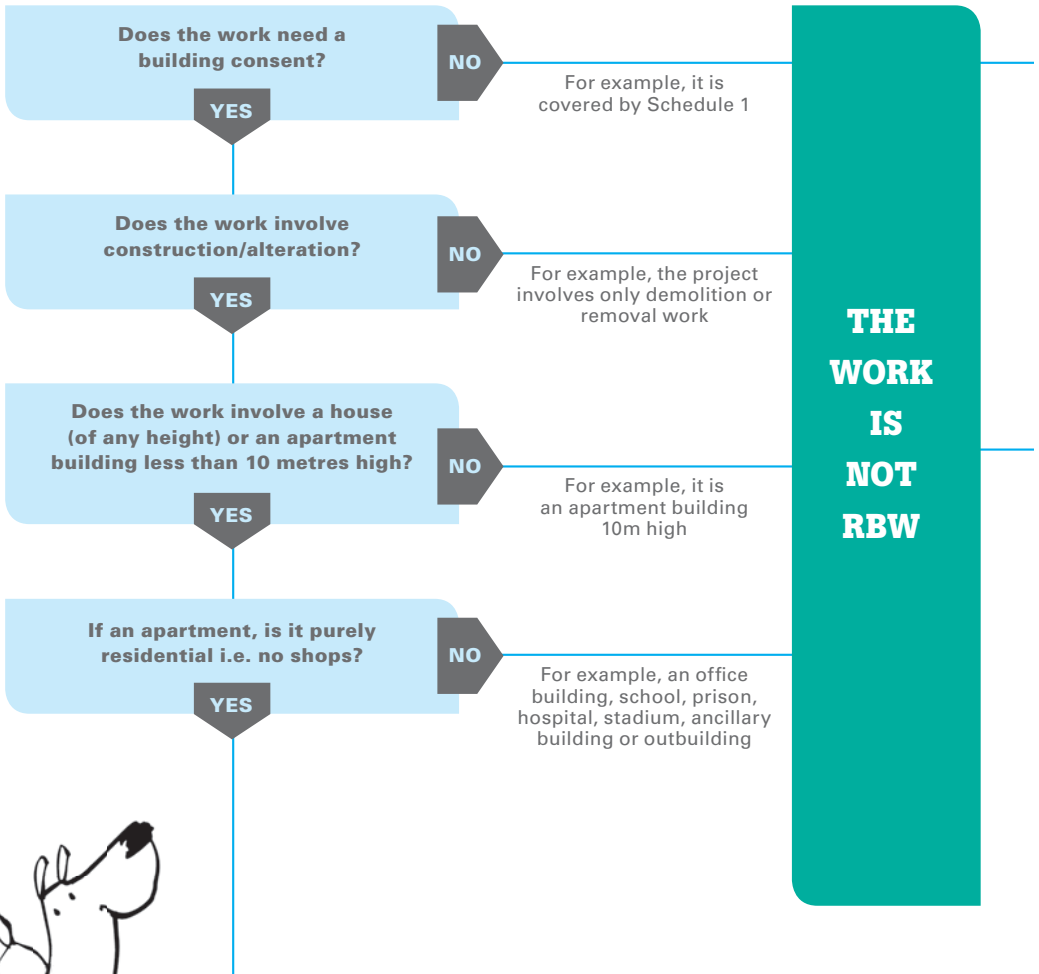 Does the work need a
building consent?
NO
For example, it is
covered by Schedule 1
YES
Does the work involve
construction/alteration?
NO
For example, the project
involves only demolition or
removal work
YES
Does the work involve a house
(of any height) or an apartment
building less than 10 metres high?
NO
For example, it is
an apartment building
10m high
YES
If an apartment, is it purely
residential i.e. no shops?
NO
For example, an office
building, school, prison,
hospital, stadium, ancillary
building or outbuilding
YES
THE
WORK
IS
NOT
RBW